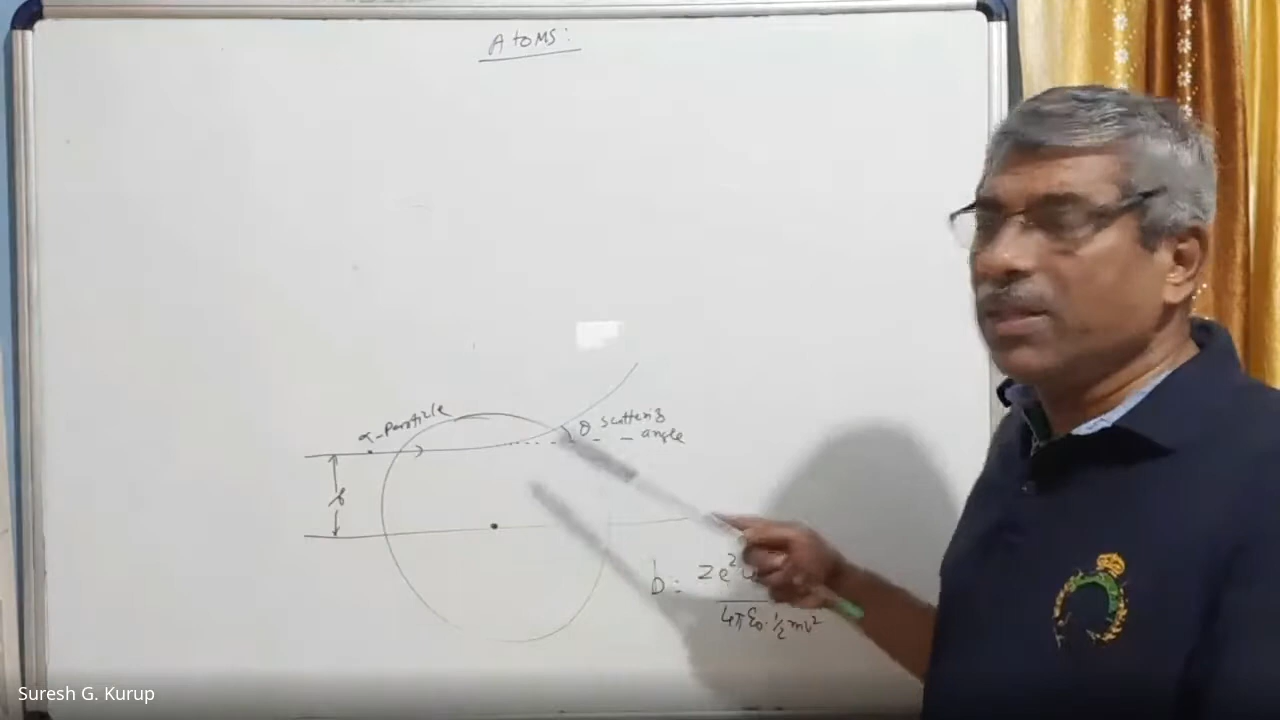 Atoms:
α-Particle
θ scattering
angle
b
b = Ze²
4πε₀·½mv²
Suresh G. Kurup